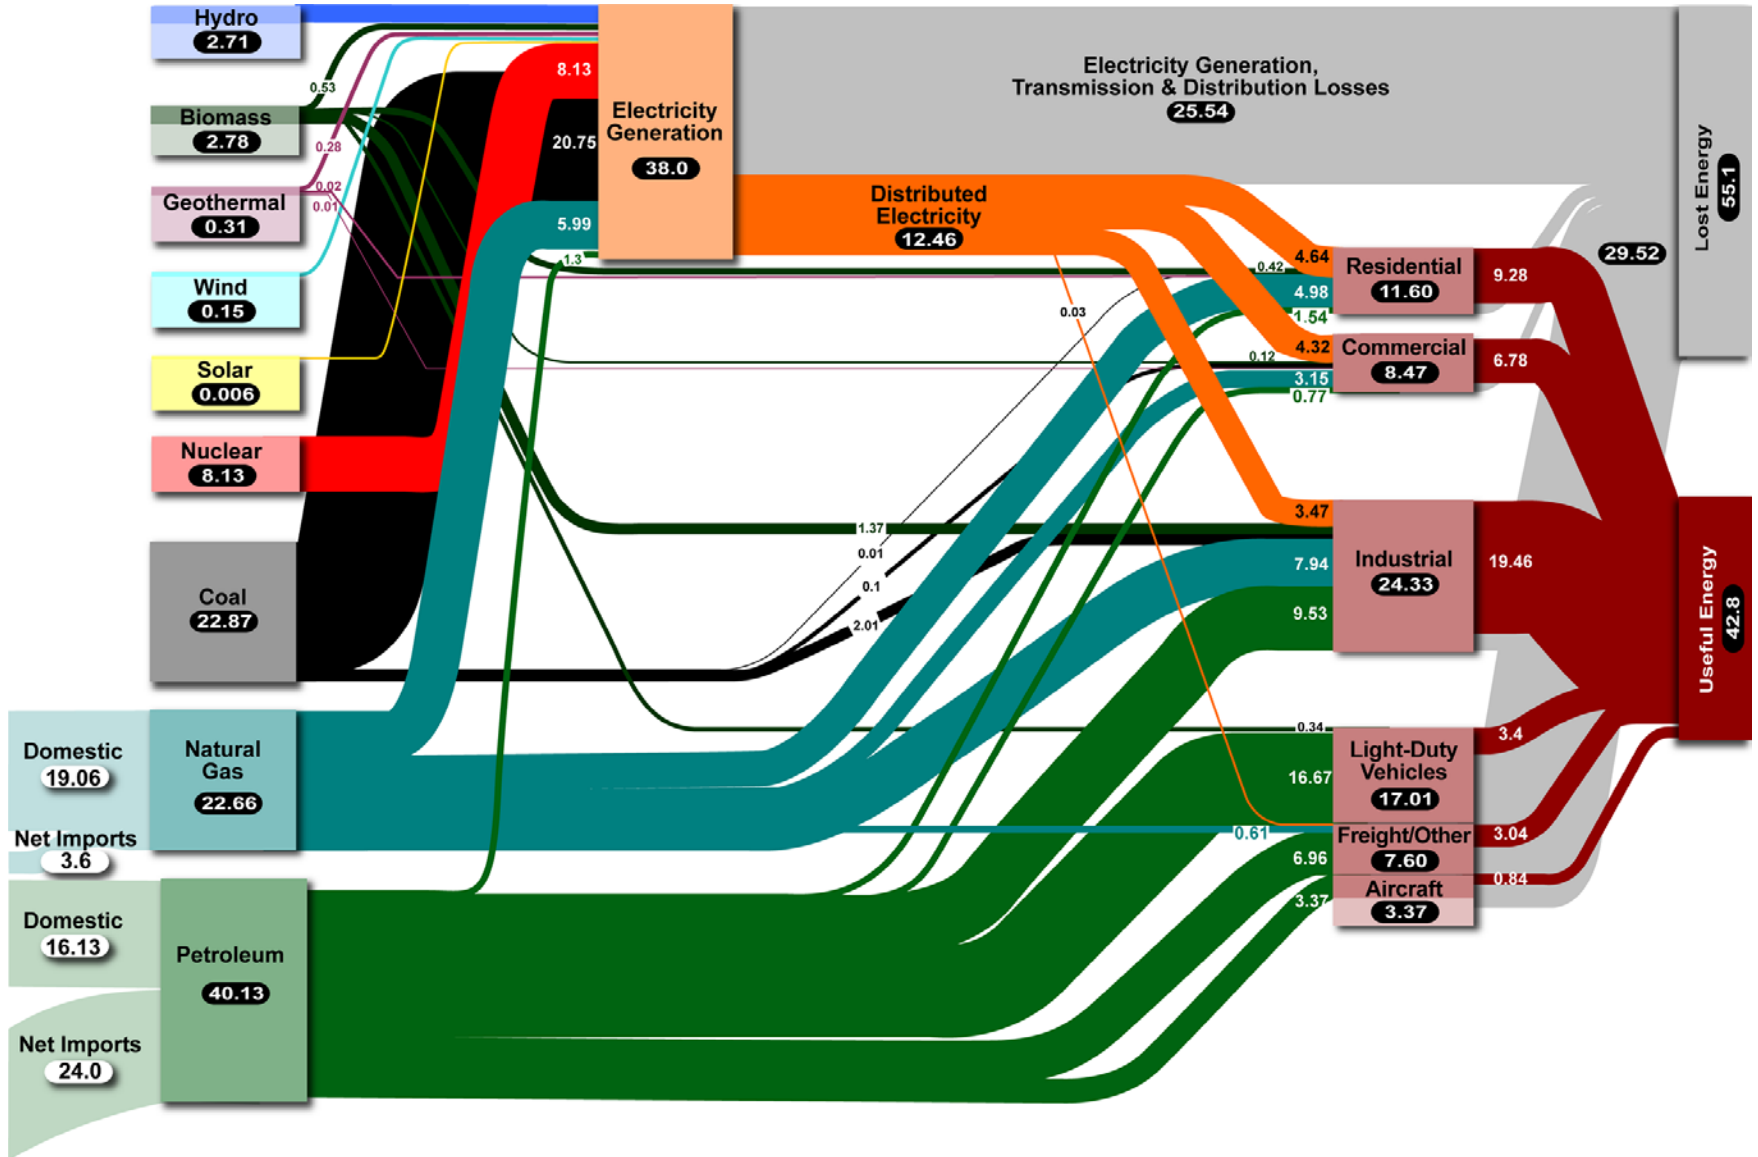 Hydro
2.71
0.53
Biomass
2.78
0.28
0.02
0.01
Geothermal
0.31
Wind
0.15
Solar
0.006
Nuclear
8.13
Coal
22.87
Domestic
19.06
Net Imports
3.6
Natural
Gas
22.66
Domestic
16.13
Net Imports
24.0
Petroleum
40.13
8.13
20.75
5.99
1.3
Electricity
Generation
38.0
Electricity Generation,
Transmission & Distribution Losses
25.54
Distributed
Electricity
12.46
0.03
1.37
0.01
0.1
2.01
4.64
0.42
4.98
1.54
Residential
11.60
9.28
4.32
0.12
3.15
0.77
Commercial
8.47
6.78
3.47
7.94
9.53
Industrial
24.33
19.46
0.34
16.67
Light-Duty
Vehicles
17.01
3.4
0.61
6.96
Freight/Other
7.60
3.04
3.37
Aircraft
3.37
0.84
29.52
Lost Energy
55.1
Useful Energy
42.8